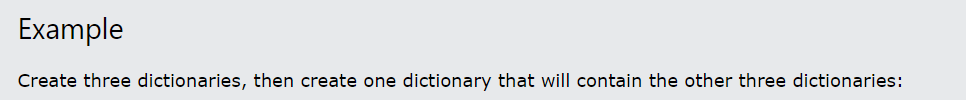 Example
Create three dictionaries, then create one dictionary that will contain the other three dictionaries: